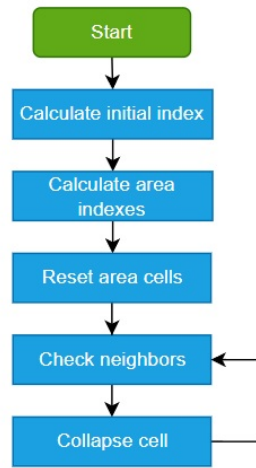 Start
Calculate initial index
Calculate area
indexes
Reset area cells
Check neighbors
Collapse cell